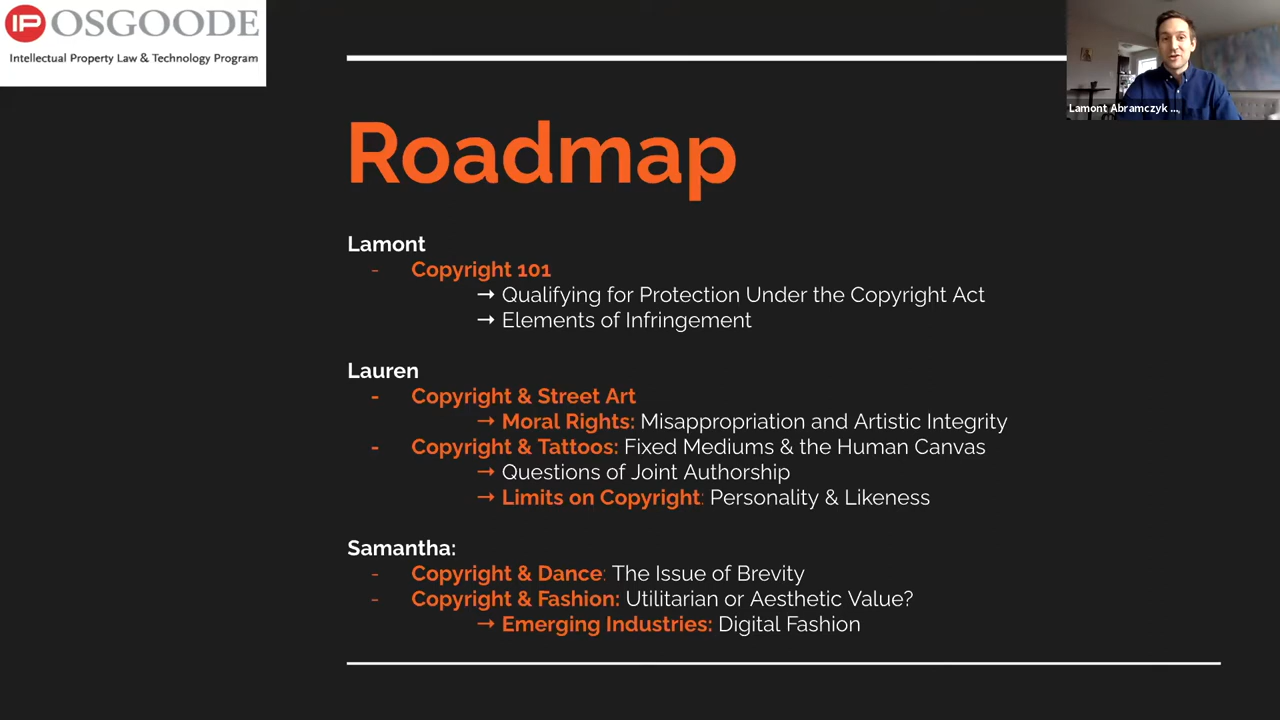 IP OSGOODE
Intellectual Property Law & Technology Program
Lamont Abramczyk ...
Roadmap
Lamont
- Copyright 101
→ Qualifying for Protection Under the Copyright Act
→ Elements of Infringement
Lauren
- Copyright & Street Art
→ Moral Rights: Misappropriation and Artistic Integrity
- Copyright & Tattoos: Fixed Mediums & the Human Canvas
→ Questions of Joint Authorship
→ Limits on Copyright: Personality & Likeness
Samantha:
- Copyright & Dance: The Issue of Brevity
- Copyright & Fashion: Utilitarian or Aesthetic Value?
→ Emerging Industries: Digital Fashion